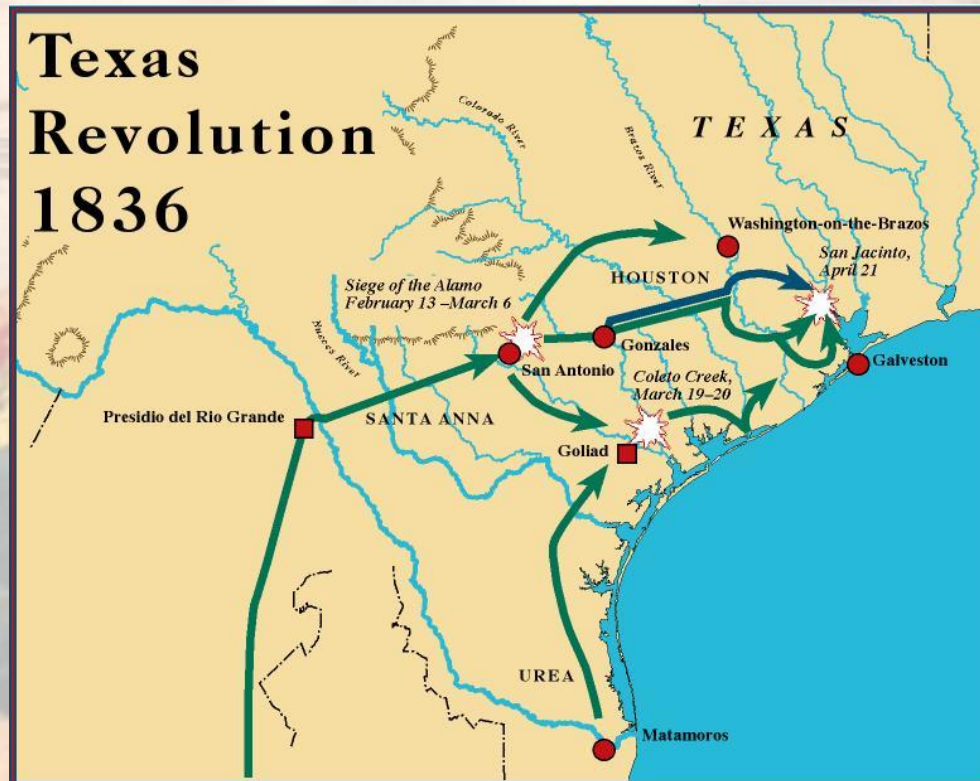 Texas
Revolution
1836
Colorado River
Brazos River
TEXAS
Washington-on-the-Brazos
San Jacinto,
April 21
Siege of the Alamo
February 13 –March 6
HOUSTON
Nueces River
Gonzales
San Antonio
Galveston
Coleto Creek,
March 19–20
Presidio del Rio Grande
SANTA ANNA
Goliad
UREA
Matamoros